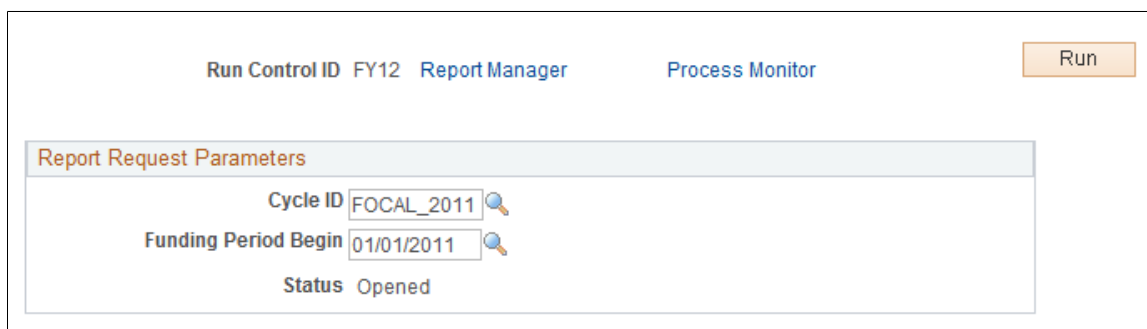 Run Control ID FY12 Report Manager Process Monitor Run
Report Request Parameters
Cycle ID FOCAL_2011
Funding Period Begin 01/01/2011
Status Opened